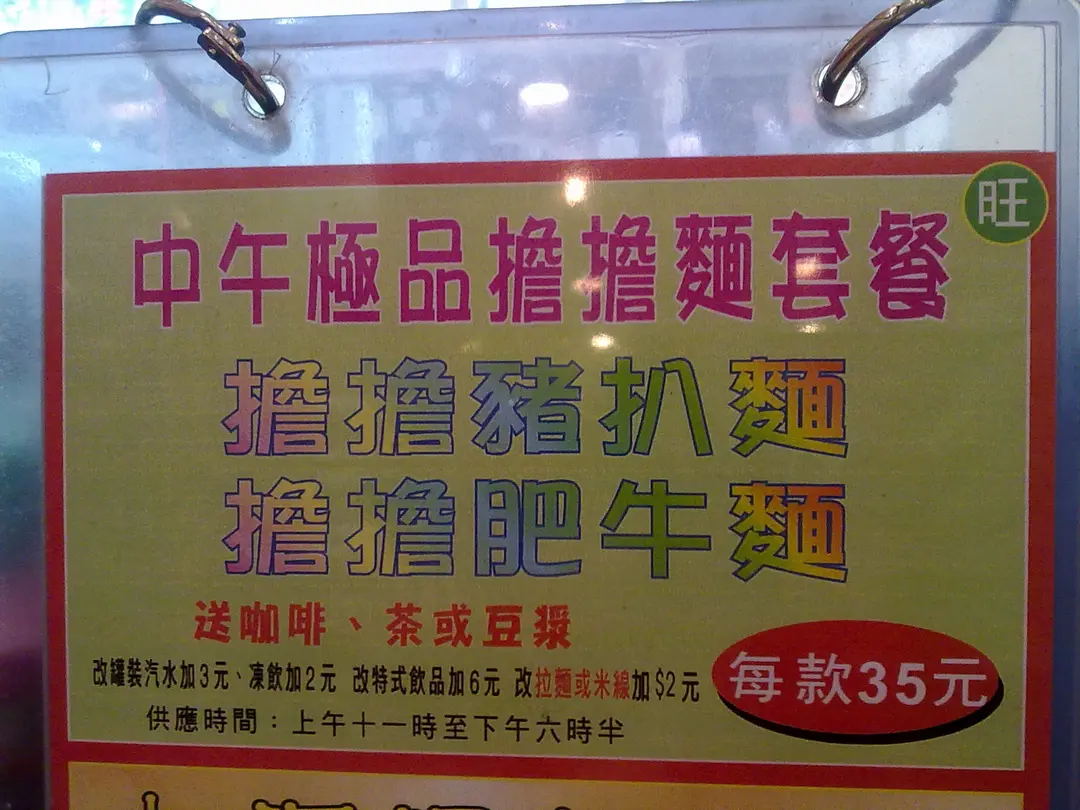 旺
中午極品擔擔麵套餐
擔擔豬扒麵
擔擔肥牛麵
送咖啡、茶或豆漿
改罐裝汽水加3元、凍飲加2元 改特式飲品加6元 改拉麵或米線加$2元
每款35元
供應時間：上午十一時至下午六時半